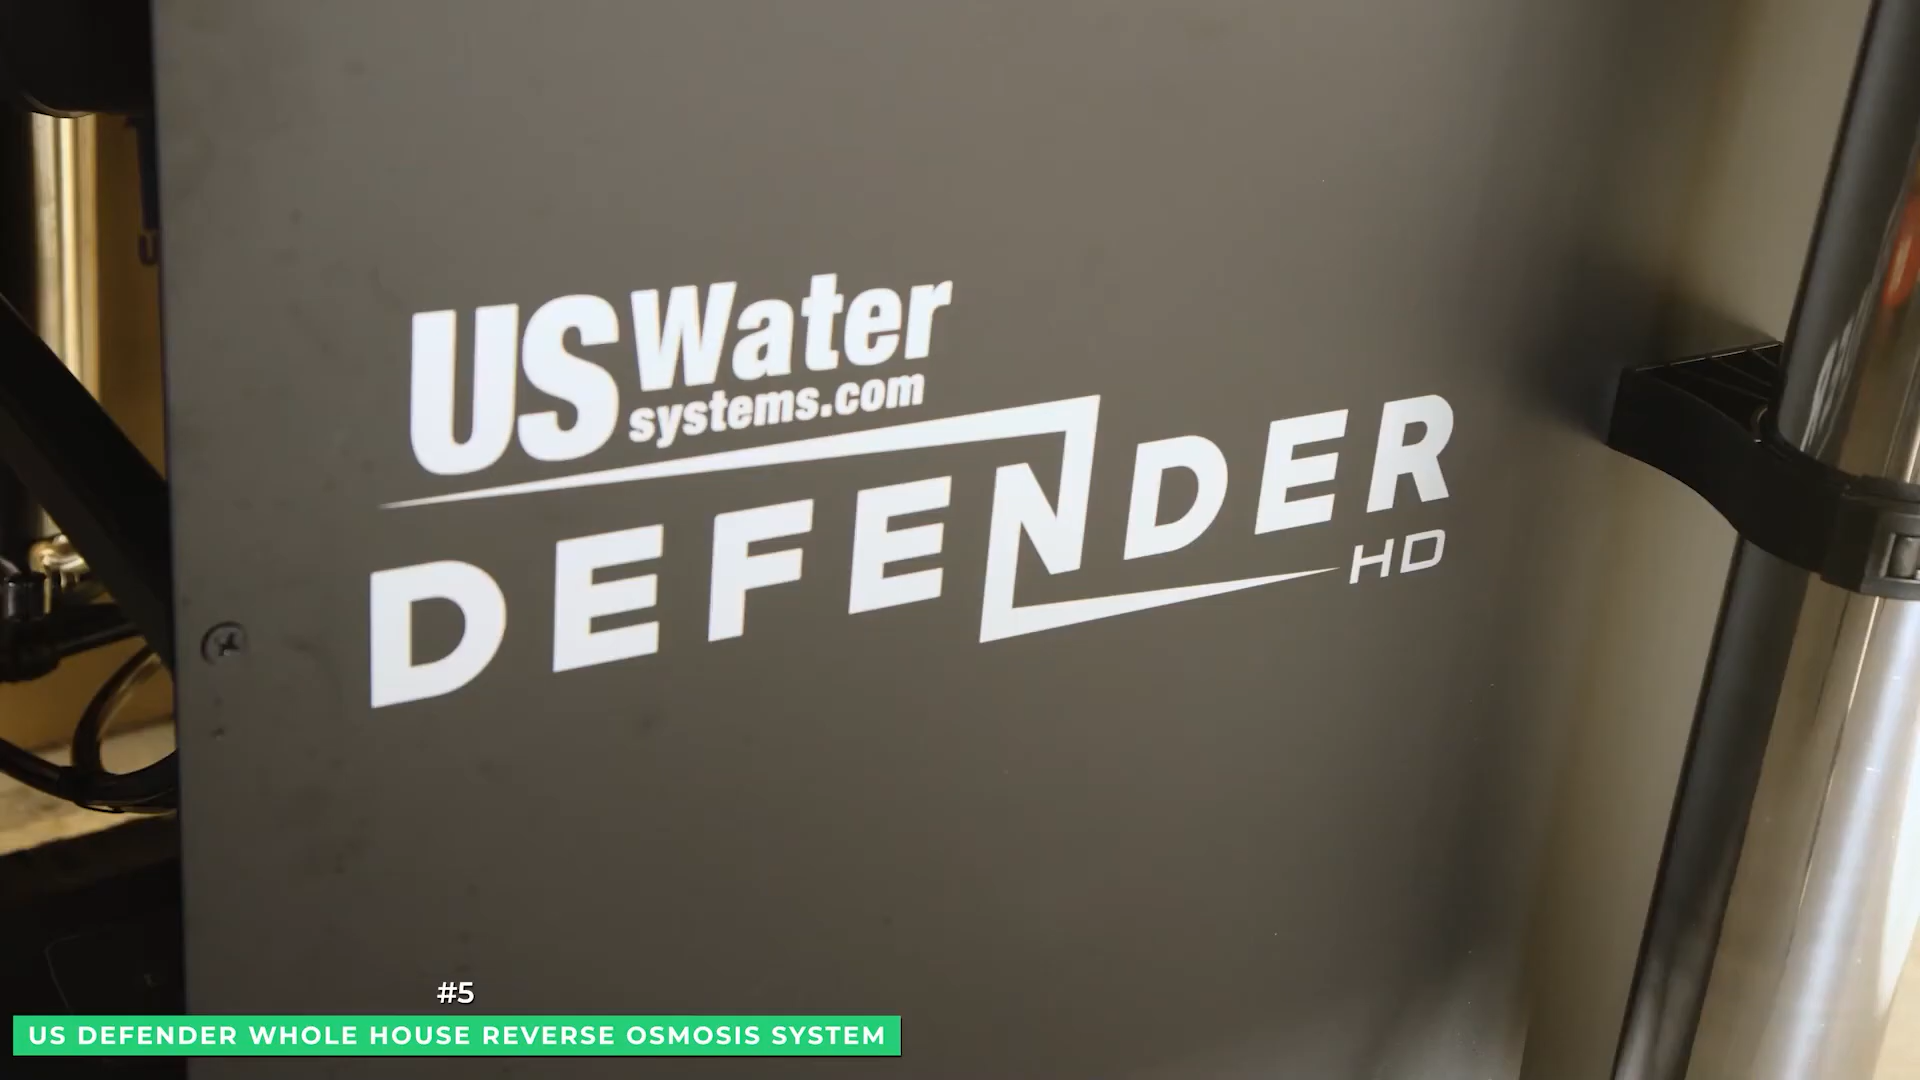 US Water
systems.com
DEFENDER
HD
#5
US DEFENDER WHOLE HOUSE REVERSE OSMOSIS SYSTEM